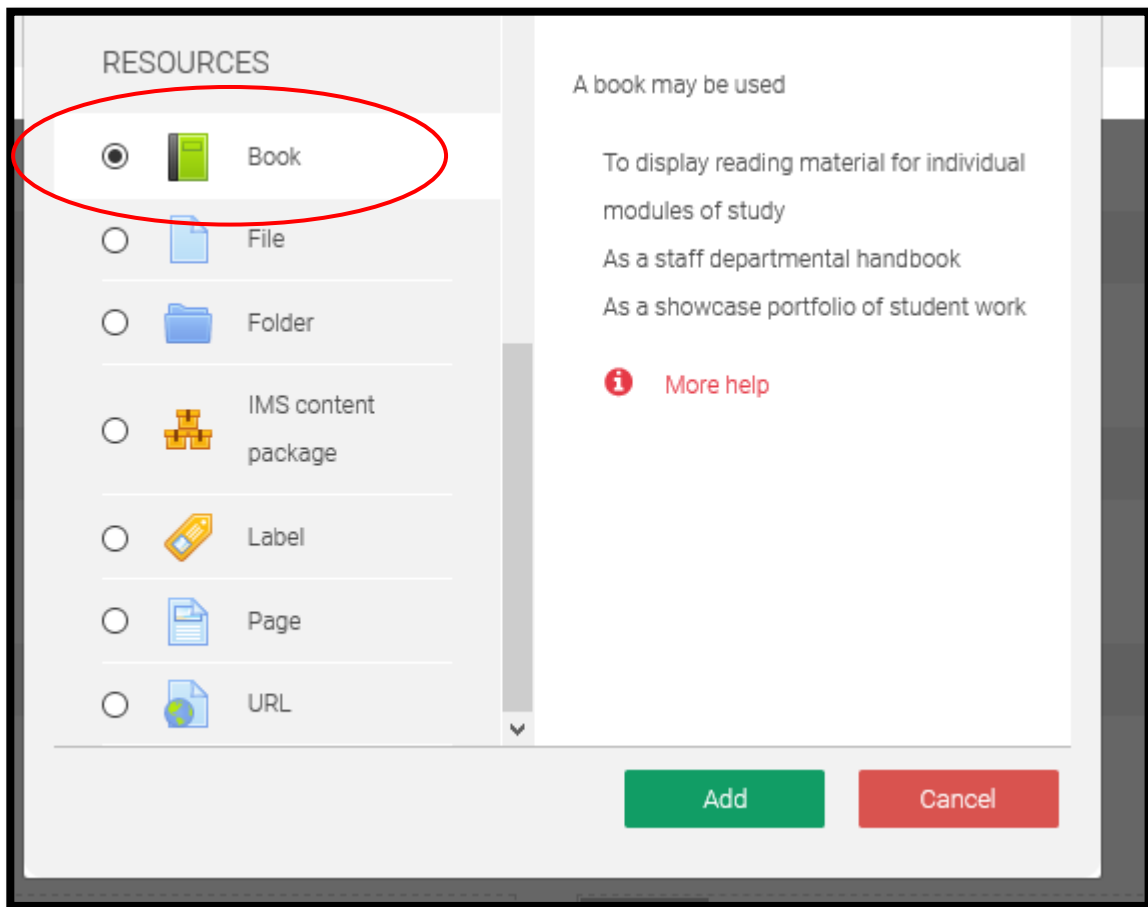 RESOURCES
Book
File
Folder
IMS content
package
Label
Page
URL
A book may be used
To display reading material for individual
modules of study
As a staff departmental handbook
As a showcase portfolio of student work
More help
Add
Cancel